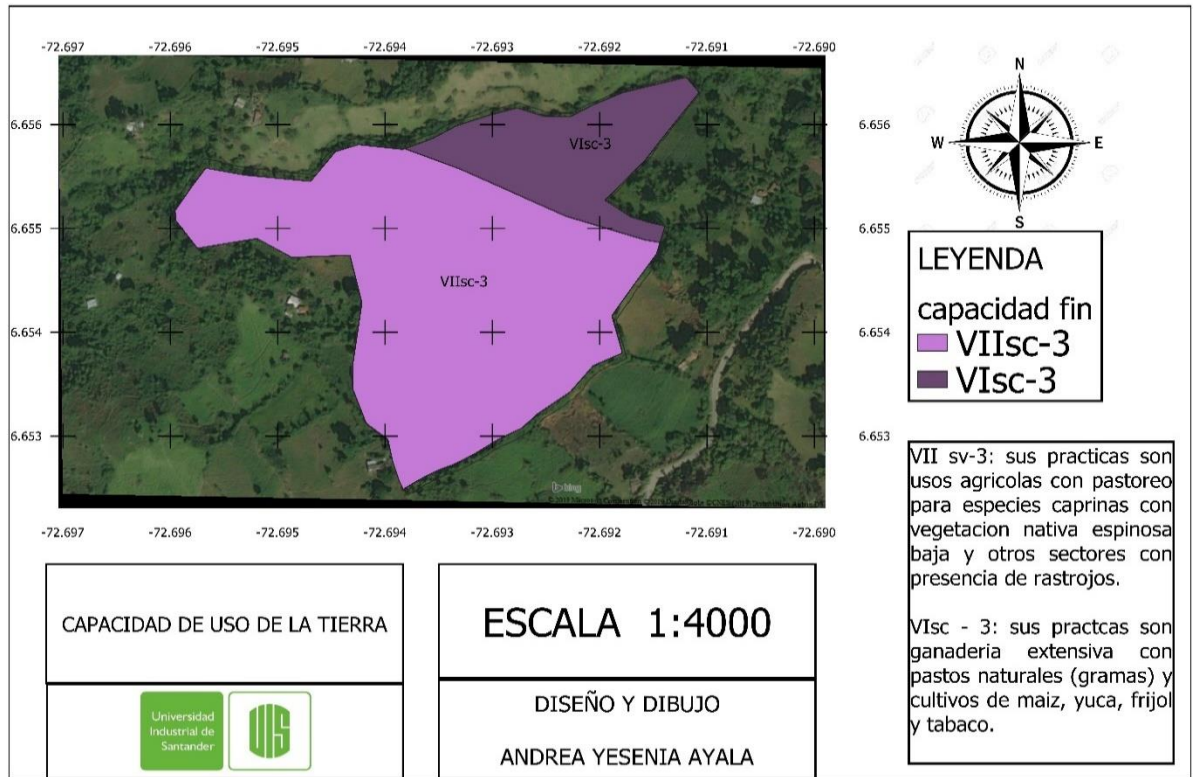 -72.697 -72.696 -72.695 -72.694 -72.693 -72.692 -72.691 -72.690
6.656 6.656
6.655 6.655
6.654 6.654
6.653 6.653
VIsc-3
VIIsc-3
bing
-72.697 -72.696 -72.695 -72.694 -72.693 -72.692 -72.691 -72.690
N
W E
S
LEYENDA
capacidad fin
VIIsc-3
VIsc-3
VII sv-3: sus practicas son
usos agricolas con pastoreo
para especies caprinas con
vegetacion nativa espinosa
baja y otros sectores con
presencia de rastrojos.
VIsc - 3: sus practcas son
ganaderia extensiva con
pastos naturales (gramas) y
cultivos de maiz, yuca, frijol
y tabaco.
CAPACIDAD DE USO DE LA TIERRA
Universidad
Industrial de
Santander
UIS
ESCALA 1:4000
DISEÑO Y DIBUJO
ANDREA YESENIA AYALA